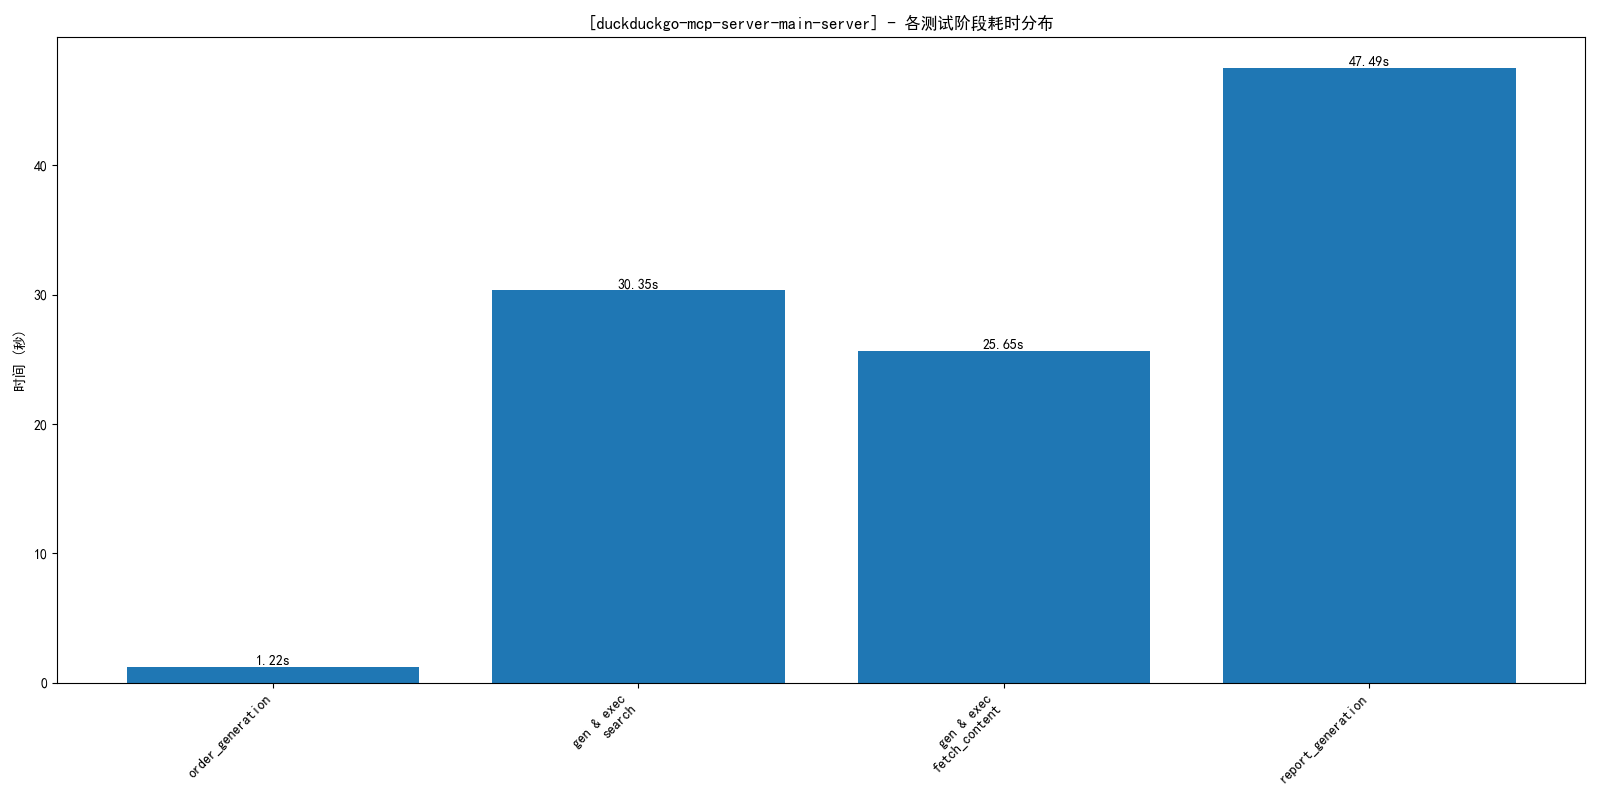 [duckduckgo-mcp-server-main-server] - 各测试阶段耗时分布
47.49s
40
30.35s
30
25.65s
时间 (秒)
20
10
1.22s
0
order_generation
gen & exec
search
gen & exec
fetch_content
report_generation